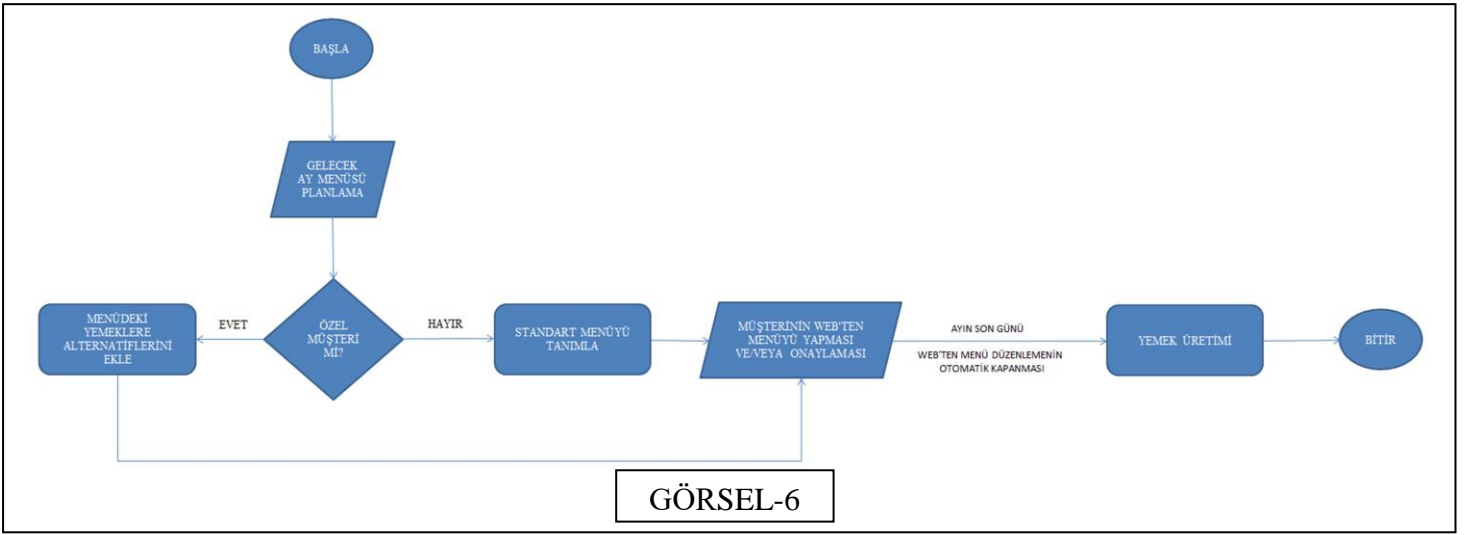 BAŞLA
GELECEK
AY MENÜSÜ
PLANLAMA
ÖZEL
MÜŞTERİ
Mİ?
EVET
MENÜDEKİ
YEMEKLERE
ALTERNATİFLERİNİ
EKLE
HAYIR
STANDART MENÜYÜ
TANIMLA
MÜŞTERİNİN WEB'TEN
MENÜYÜ YAPMASI
VE/VEYA ONAYLAMASI
AYIN SON GÜNÜ
WEB'TEN MENÜ DÜZENLEMENİN
OTOMATİK KAPANMASI
YEMEK ÜRETİMİ
BİTİR
GÖRSEL-6